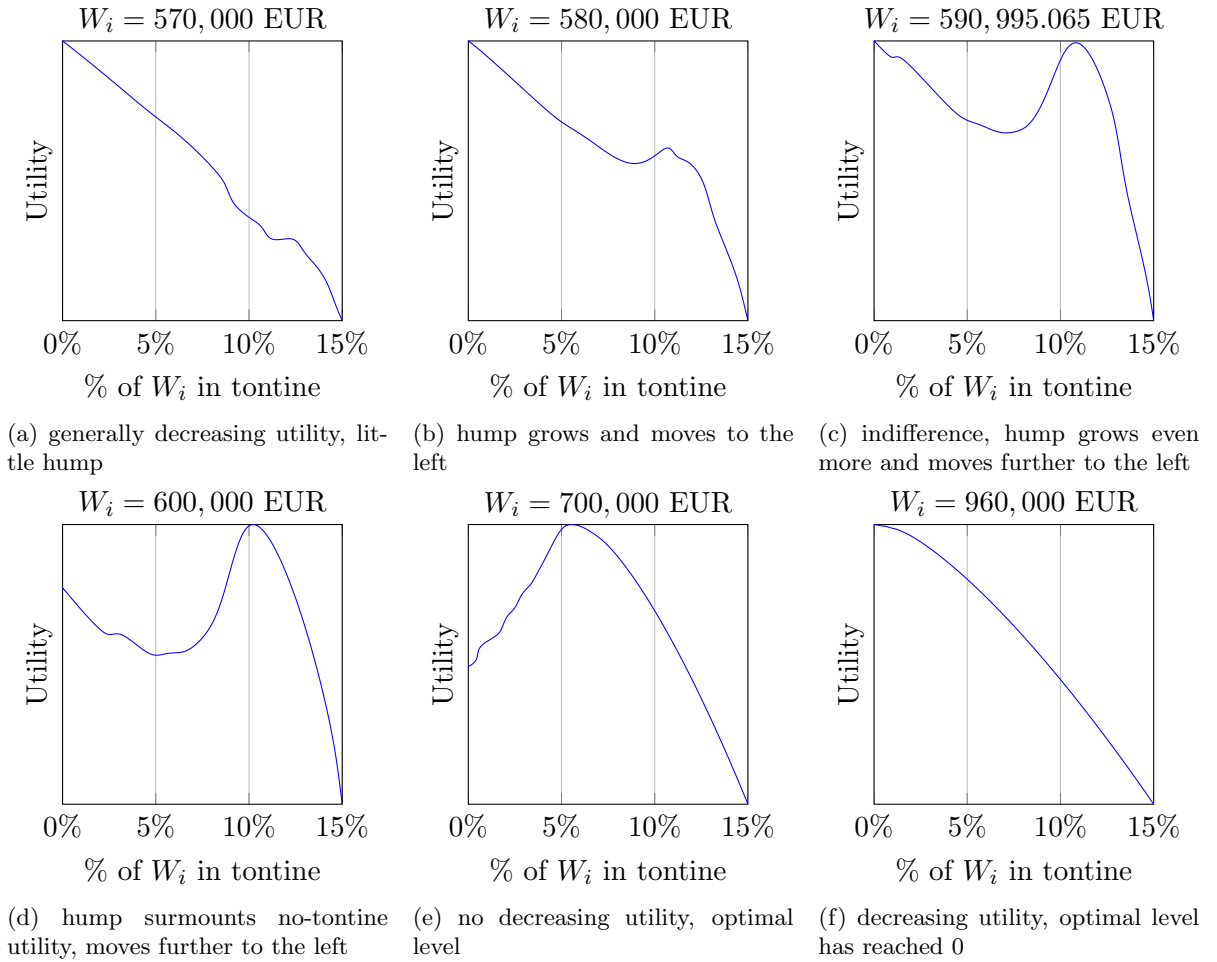 W_i = 570,000 EUR
Utility
0% 5% 10% 15%
% of W_i in tontine
(a) generally decreasing utility, lit-
tle hump
W_i = 580,000 EUR
Utility
0% 5% 10% 15%
% of W_i in tontine
(b) hump grows and moves to the
left
W_i = 590,995.065 EUR
Utility
0% 5% 10% 15%
% of W_i in tontine
(c) indifference, hump grows even
more and moves further to the left
W_i = 600,000 EUR
Utility
0% 5% 10% 15%
% of W_i in tontine
(d) hump surmounts no-tontine
utility, moves further to the left
W_i = 700,000 EUR
Utility
0% 5% 10% 15%
% of W_i in tontine
(e) no decreasing utility, optimal
level
W_i = 960,000 EUR
Utility
0% 5% 10% 15%
% of W_i in tontine
(f) decreasing utility, optimal level
has reached 0